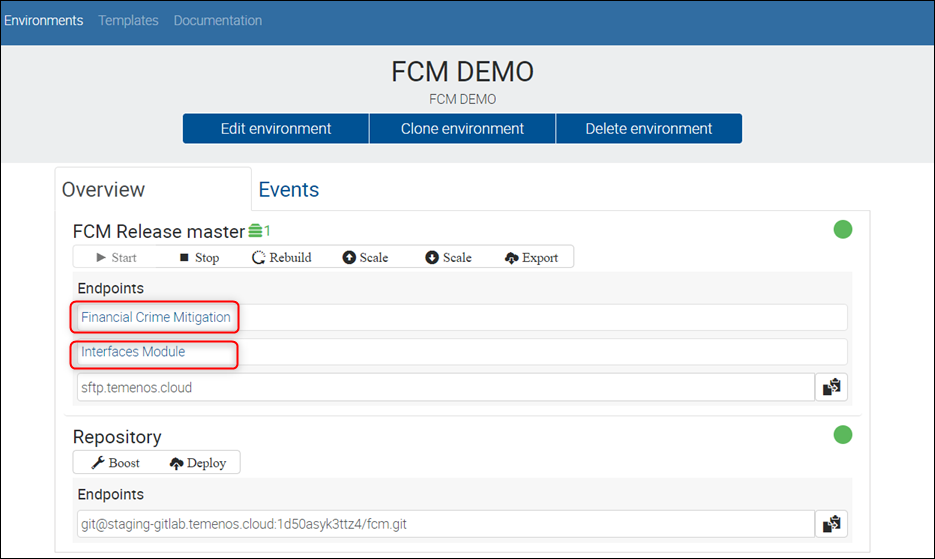 Environments Templates Documentation
FCM DEMO
FCM DEMO
Edit environment Clone environment Delete environment
Overview Events
FCM Release master 1
Start Stop Rebuild Scale Scale Export
Endpoints
Financial Crime Mitigation
Interfaces Module
sftp.temenos.cloud
Repository
Boost Deploy
Endpoints
git@staging-gitlab.temenos.cloud:1d50asyk3ttz4/fcm.git